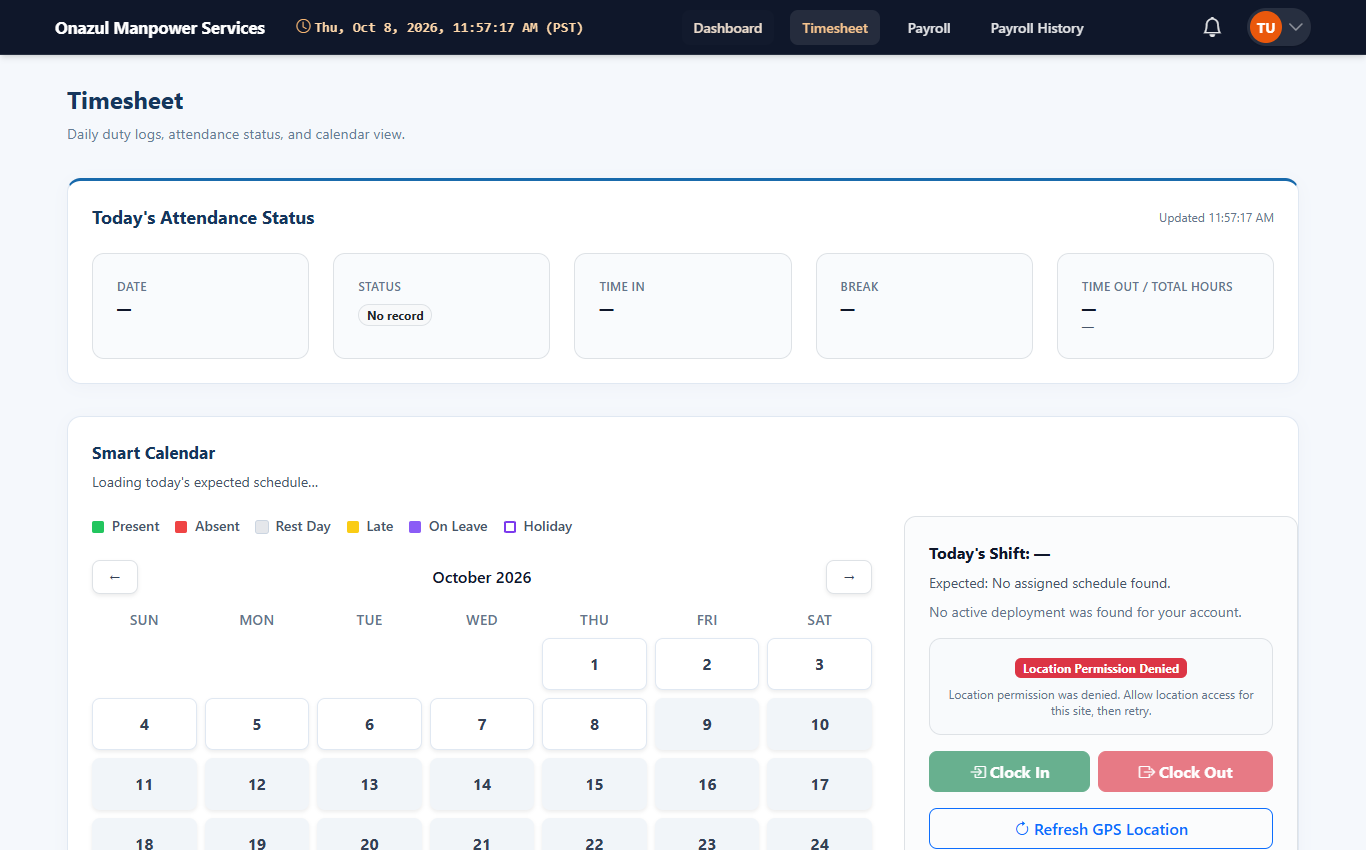 Onazul Manpower Services
Thu, Oct 8, 2026, 11:57:17 AM (PST)
Dashboard
Timesheet
Payroll
Payroll History
TU
Timesheet
Daily duty logs, attendance status, and calendar view.
Today's Attendance Status
Updated 11:57:17 AM
DATE
—
STATUS
No record
TIME IN
—
BREAK
—
TIME OUT / TOTAL HOURS
—
—
Smart Calendar
Loading today's expected schedule...
Present
Absent
Rest Day
Late
On Leave
Holiday
← October 2026 →
SUN MON TUE WED THU FRI SAT
1 2 3
4 5 6 7 8 9 10
11 12 13 14 15 16 17
18 19 20 21 22 23 24
Today's Shift: —
Expected: No assigned schedule found.
No active deployment was found for your account.
Location Permission Denied
Location permission was denied. Allow location access for
this site, then retry.
Clock In
Clock Out
Refresh GPS Location